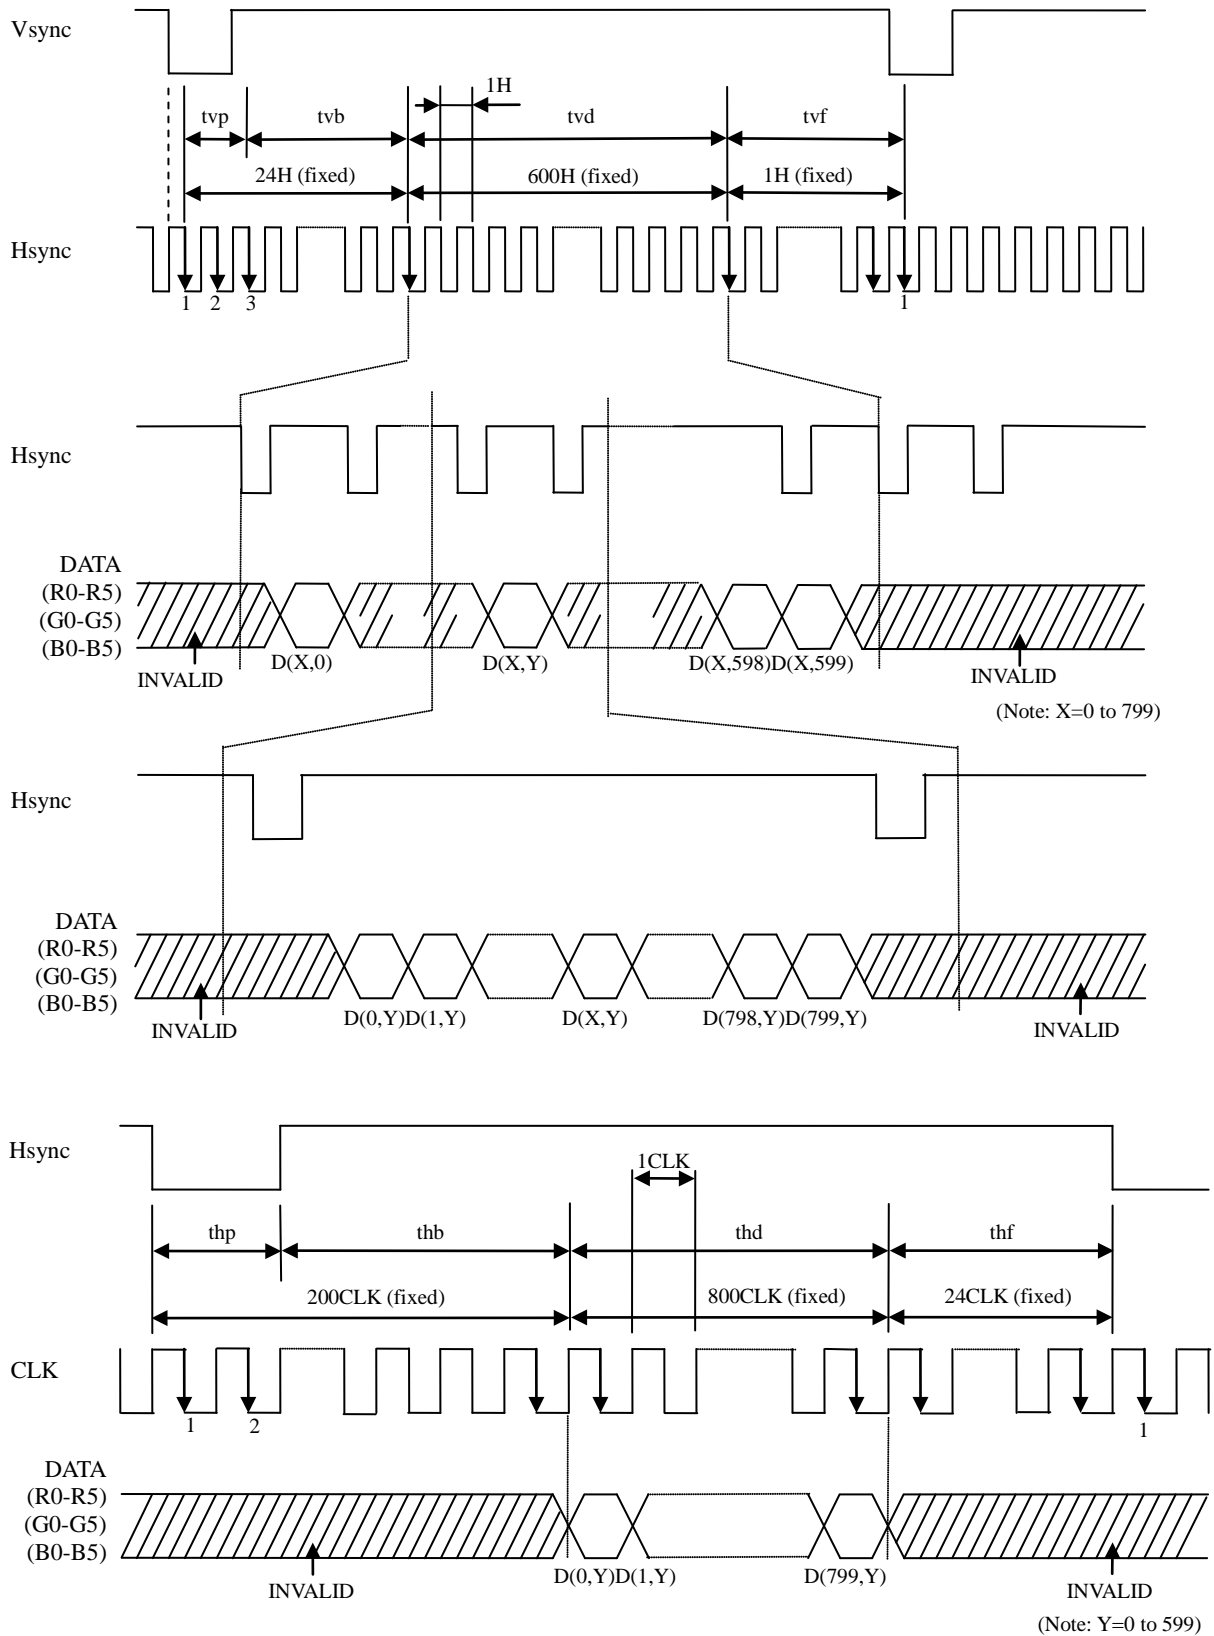 Vsync
1H
tvp
tvb
tvd
tvf
24H (fixed)
600H (fixed)
1H (fixed)
Hsync
1
2
3
1
Hsync
DATA
(R0-R5)
(G0-G5)
(B0-B5)
D(X,0)
D(X,Y)
D(X,598)D(X,599)
INVALID
INVALID
(Note: X=0 to 799)
Hsync
DATA
(R0-R5)
(G0-G5)
(B0-B5)
D(0,Y)D(1,Y)
D(X,Y)
D(798,Y)D(799,Y)
INVALID
INVALID
Hsync
1CLK
thp
thb
thd
thf
200CLK (fixed)
800CLK (fixed)
24CLK (fixed)
CLK
1
2
1
DATA
(R0-R5)
(G0-G5)
(B0-B5)
D(0,Y)D(1,Y)
D(799,Y)
INVALID
INVALID
(Note: Y=0 to 599)